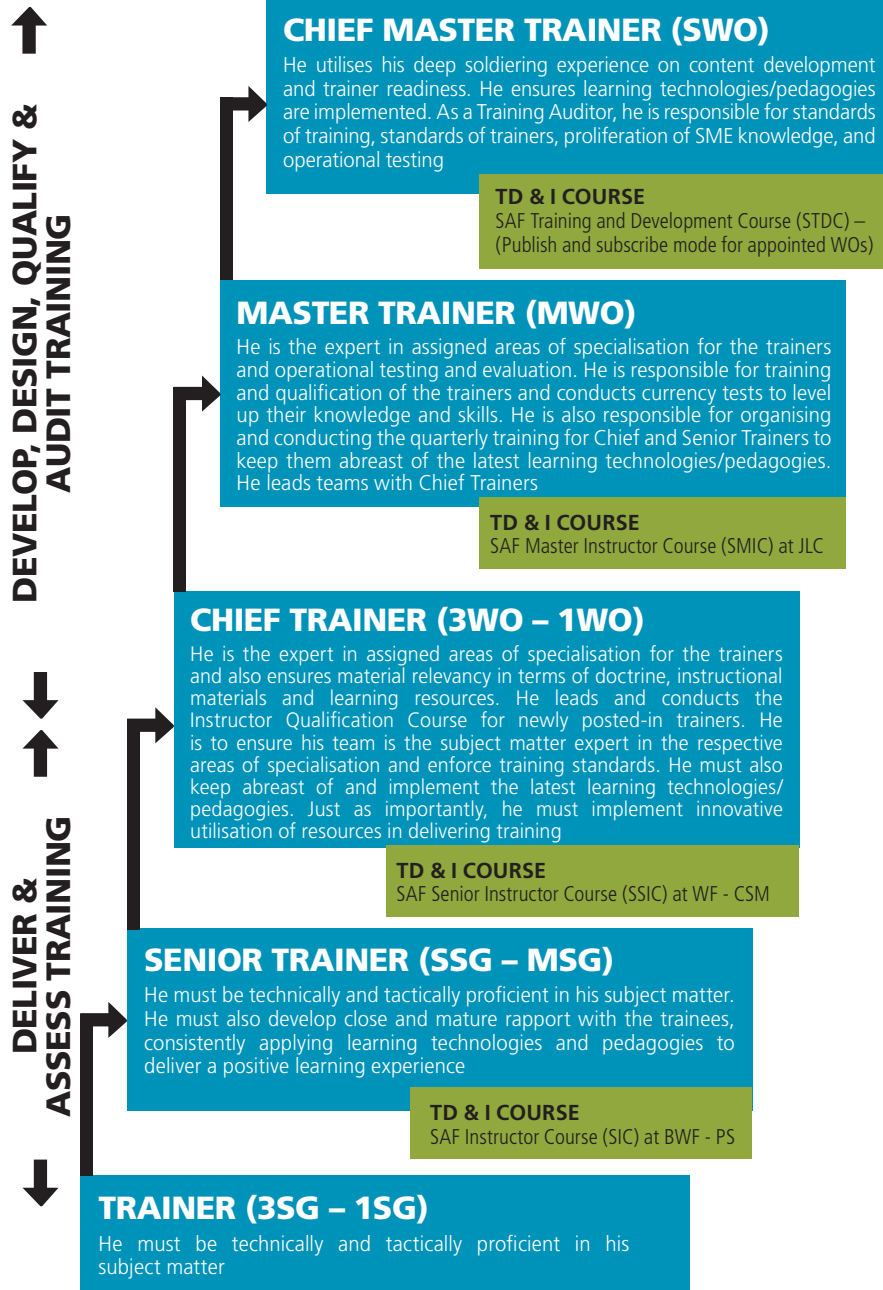 CHIEF MASTER TRAINER (SWO)
He utilises his deep soldiering experience on content development
and trainer readiness. He ensures learning technologies/pedagogies
are implemented. As a Training Auditor, he is responsible for standards
of training, standards of trainers, proliferation of SME knowledge, and
operational testing
TD & I COURSE
SAF Training and Development Course (STDC) –
(Publish and subscribe mode for appointed WOs)
DEVELOP, DESIGN, QUALIFY &
AUDIT TRAINING
MASTER TRAINER (MWO)
He is the expert in assigned areas of specialisation for the trainers
and operational testing and evaluation. He is responsible for training
and qualification of the trainers and conducts currency tests to level
up their knowledge and skills. He is also responsible for organising
and conducting the quarterly training for Chief and Senior Trainers to
keep them abreast of the latest learning technologies/pedagogies.
He leads teams with Chief Trainers
TD & I COURSE
SAF Master Instructor Course (SMIC) at JLC
CHIEF TRAINER (3WO – 1WO)
He is the expert in assigned areas of specialisation for the trainers
and also ensures material relevancy in terms of doctrine, instructional
materials and learning resources. He leads and conducts the
Instructor Qualification Course for newly posted-in trainers. He
is to ensure his team is the subject matter expert in the respective
areas of specialisation and enforce training standards. He must also
keep abreast of and implement the latest learning technologies/
pedagogies. Just as importantly, he must implement innovative
utilisation of resources in delivering training
TD & I COURSE
SAF Senior Instructor Course (SSIC) at WF - CSM
DELIVER &
ASSESS TRAINING
SENIOR TRAINER (SSG – MSG)
He must be technically and tactically proficient in his subject matter.
He must also develop close and mature rapport with the trainees,
consistently applying learning technologies and pedagogies to
deliver a positive learning experience
TD & I COURSE
SAF Instructor Course (SIC) at BWF - PS
TRAINER (3SG – 1SG)
He must be technically and tactically proficient in his
subject matter